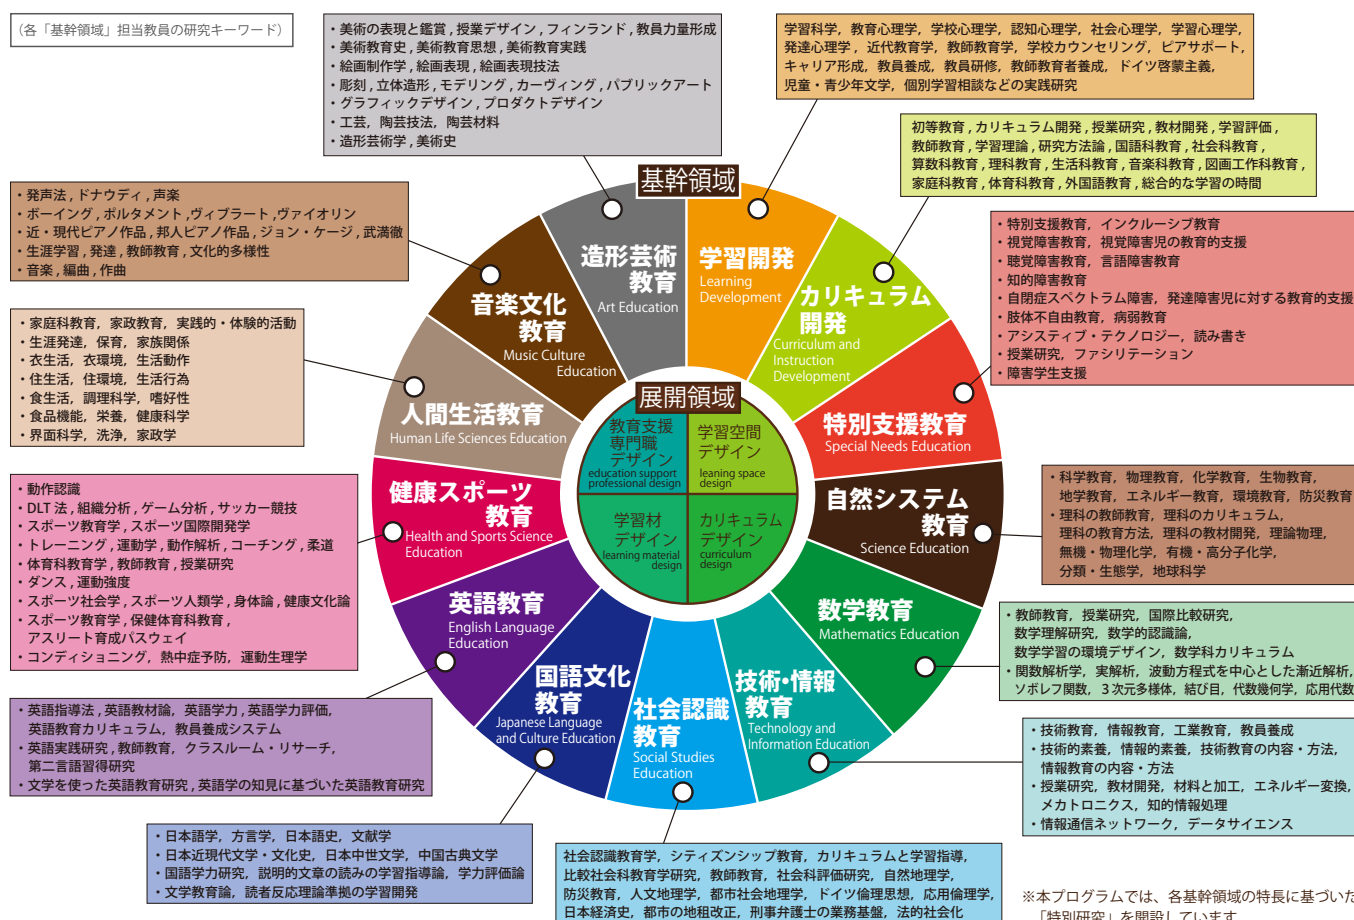 (各「基幹領域」担当教員の研究キーワード)
・美術の表現と鑑賞 , 授業デザイン , フィンランド , 教員力量形成
・美術教育史 , 美術教育思想 , 美術教育実践
・絵画制作学 , 絵画表現 , 絵画表現技法
・彫刻 , 立体造形 , モデリング , カーヴィング , パブリックアート
・グラフィックデザイン , プロダクトデザイン
・工芸, 陶芸技法, 陶芸材料
・造形芸術学 , 美術史
学習科学, 教育心理学, 学校心理学, 認知心理学, 社会心理学, 学習心理学,
発達心理学 , 近代教育学, 教師教育学, 学校カウンセリング, ピアサポート,
キャリア形成, 教員養成, 教員研修, 教師教育者養成, ドイツ啓蒙主義,
児童・青少年文学, 個別学習相談などの実践研究
初等教育 , カリキュラム開発 , 授業研究 , 教材開発 , 学習評価 ,
教師教育 , 学習理論 , 研究方法論 , 国語科教育 , 社会科教育 ,
算数科教育 , 理科教育 , 生活科教育 , 音楽科教育 , 図画工作科教育 ,
家庭科教育 , 体育科教育 , 外国語教育 , 総合的な学習の時間
・発声法 , ドナウディ , 声楽
・ボーイング , ポルタメント , ヴィブラート , ヴァイオリン
・近・現代ピアノ作品 , 邦人ピアノ作品 , ジョン・ケージ , 武満徹
・生涯学習 , 発達 , 教師教育 , 文化的多様性
・音楽 , 編曲 , 作曲
・特別支援教育, インクルーシブ教育
・視覚障害教育, 視覚障害児の教育的支援
・聴覚障害教育, 言語障害教育
・知的障害教育
・自閉症スペクトラム障害, 発達障害児に対する教育的支援
・肢体不自由教育, 病弱教育
・アシスティブ・テクノロジー, 読み書き
・授業研究, ファシリテーション
・障害学生支援
・家庭科教育, 家政教育, 実践的・体験的活動
・生涯発達, 保育, 家族関係
・衣生活, 衣環境, 生活動作
・住生活, 住環境, 生活行為
・食生活, 調理科学, 嗜好性
・食品機能, 栄養, 健康科学
・界面科学, 洗浄, 家政学
・動作認識
・DLT 法 , 組織分析 , ゲーム分析 , サッカー競技
・スポーツ教育学 , スポーツ国際開発学
・トレーニング , 運動学 , 動作解析 , コーチング , 柔道
・体育科教育学 , 教師教育 , 授業研究
・ダンス , 運動強度
・スポーツ社会学 , スポーツ人類学 , 身体論 , 健康文化論
・スポーツ教育学 , 保健体育科教育 ,
アスリート育成パスウェイ
・コンディショニング, 熱中症予防, 運動生理学
・科学教育, 物理教育, 化学教育, 生物教育,
地学教育, エネルギー教育, 環境教育, 防災教育
・理科の教師教育, 理科のカリキュラム,
理科の教育方法, 理科の教材開発, 理論物理,
無機・物理化学, 有機・高分子化学,
分類・生態学, 地球科学
・教師教育, 授業研究, 国際比較研究,
数学理解研究, 数学的認識論,
数学学習の環境デザイン, 数学科カリキュラム
・関数解析学, 実解析, 波動方程式を中心とした漸近解析,
ソボレフ関数, 3 次元多様体, 結び目, 代数幾何学, 応用代数
・英語指導法 , 英語教材論, 英語学力 , 英語学力評価,
英語教育カリキュラム, 教員養成システム
・英語実践研究 , 教師教育, クラスルーム・リサーチ,
第二言語習得研究
・文学を使った英語教育研究 , 英語学の知見に基づいた英語教育研究
・技術教育, 情報教育, 工業教育, 教員養成
・技術的素養, 情報的素養, 技術教育の内容・方法,
情報教育の内容・方法
・授業研究, 教材開発, 材料と加工, エネルギー変換,
メカトロニクス, 知的情報処理
・情報通信ネットワーク, データサイエンス
・日本語学, 方言学, 日本語史, 文献学
・日本近現代文学・文化史, 日本中世文学, 中国古典文学
・国語学力研究, 説明的文章の読みの学習指導論, 学力評価論
・文学教育論, 読者反応理論準拠の学習開発
社会認識教育学, シティズンシップ教育, カリキュラムと学習指導,
比較社会科教育学研究, 教師教育, 社会科評価研究, 自然地理学,
防災教育, 人文地理学, 都市社会地理学, ドイツ倫理思想, 応用倫理学,
日本経済史, 都市の地租改正, 刑事弁護士の業務基盤, 法的社会化
※本プログラムでは、各基幹領域の特長に基づいた
「特別研究」を開設しています
基幹領域
学習開発
Learning
Development
カリキュラム
開発
Curriculum and
Instruction
Development
特別支援教育
Special Needs Education
自然システム
教育
Science Education
数学教育
Mathematics Education
技術・情報
教育
Technology and
Information Education
社会認識
教育
Social Studies
Education
国語文化
教育
Japanese Language
and Culture Education
英語教育
English Language
Education
健康スポーツ
教育
Health and Sports Science
Education
人間生活教育
Human Life Sciences Education
音楽文化
教育
Music Culture
Education
造形芸術
教育
Art Education
展開領域
教育支援
専門職
デザイン
education support
professional design
学習空間
デザイン
leaning space
design
学習材
デザイン
learning material
design
カリキュラム
デザイン
curriculum
design